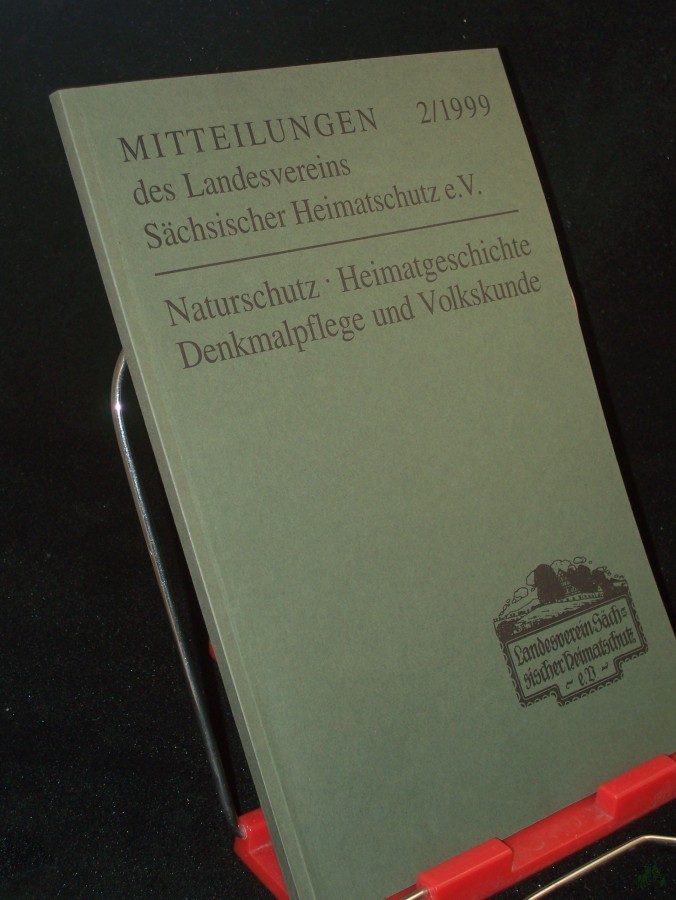 MITTEILUNGEN 2/1999
des Landesvereins
Sächsischer Heimatschutz e.V.
Naturschutz · Heimatgeschichte
Denkmalpflege und Volkskunde
Landesverein Säch=
sischer Heimatschutz
~ e.V ~